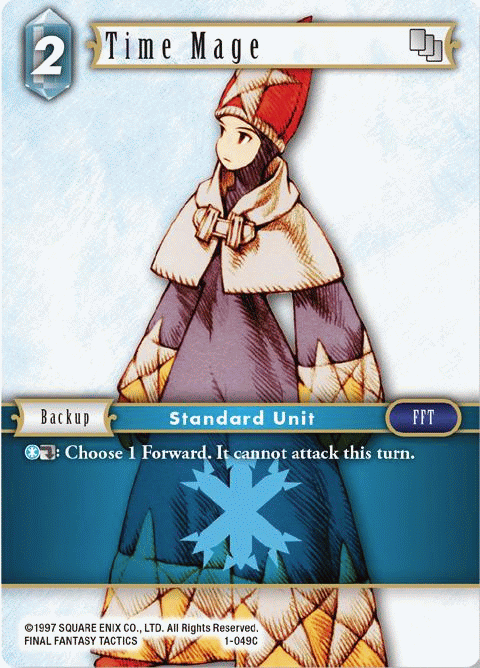 2
Time Mage
Backup
Standard Unit
FFT
: Choose 1 Forward. It cannot attack this turn.
©1997 SQUARE ENIX CO., LTD. All Rights Reserved.
FINAL FANTASY TACTICS
1-049C